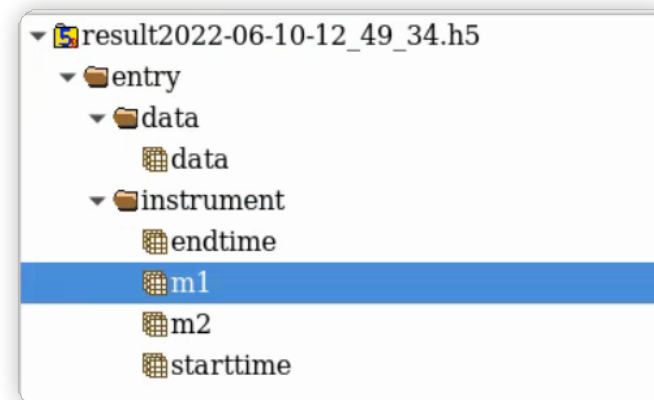 result2022-06-10-12_49_34.h5
entry
data
data
instrument
endtime
m1
m2
starttime